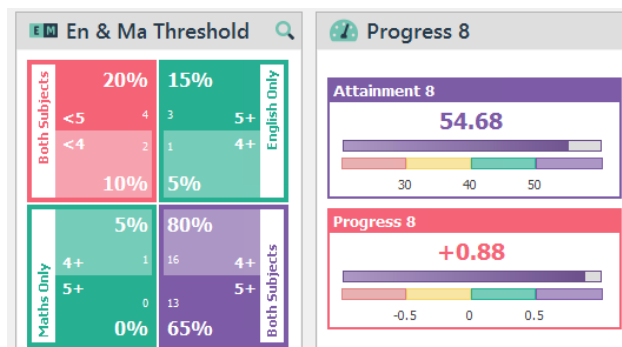 E M En & Ma Threshold
Both Subjects
20%
<5 4
<4 2
10%
15%
3 5+
1 4+
5%
English Only
Maths Only
5%
4+ 1
5+ 0
0%
80%
16 4+
13 5+
65%
Both Subjects
Progress 8
Attainment 8
54.68
30 40 50
Progress 8
+0.88
-0.5 0 0.5